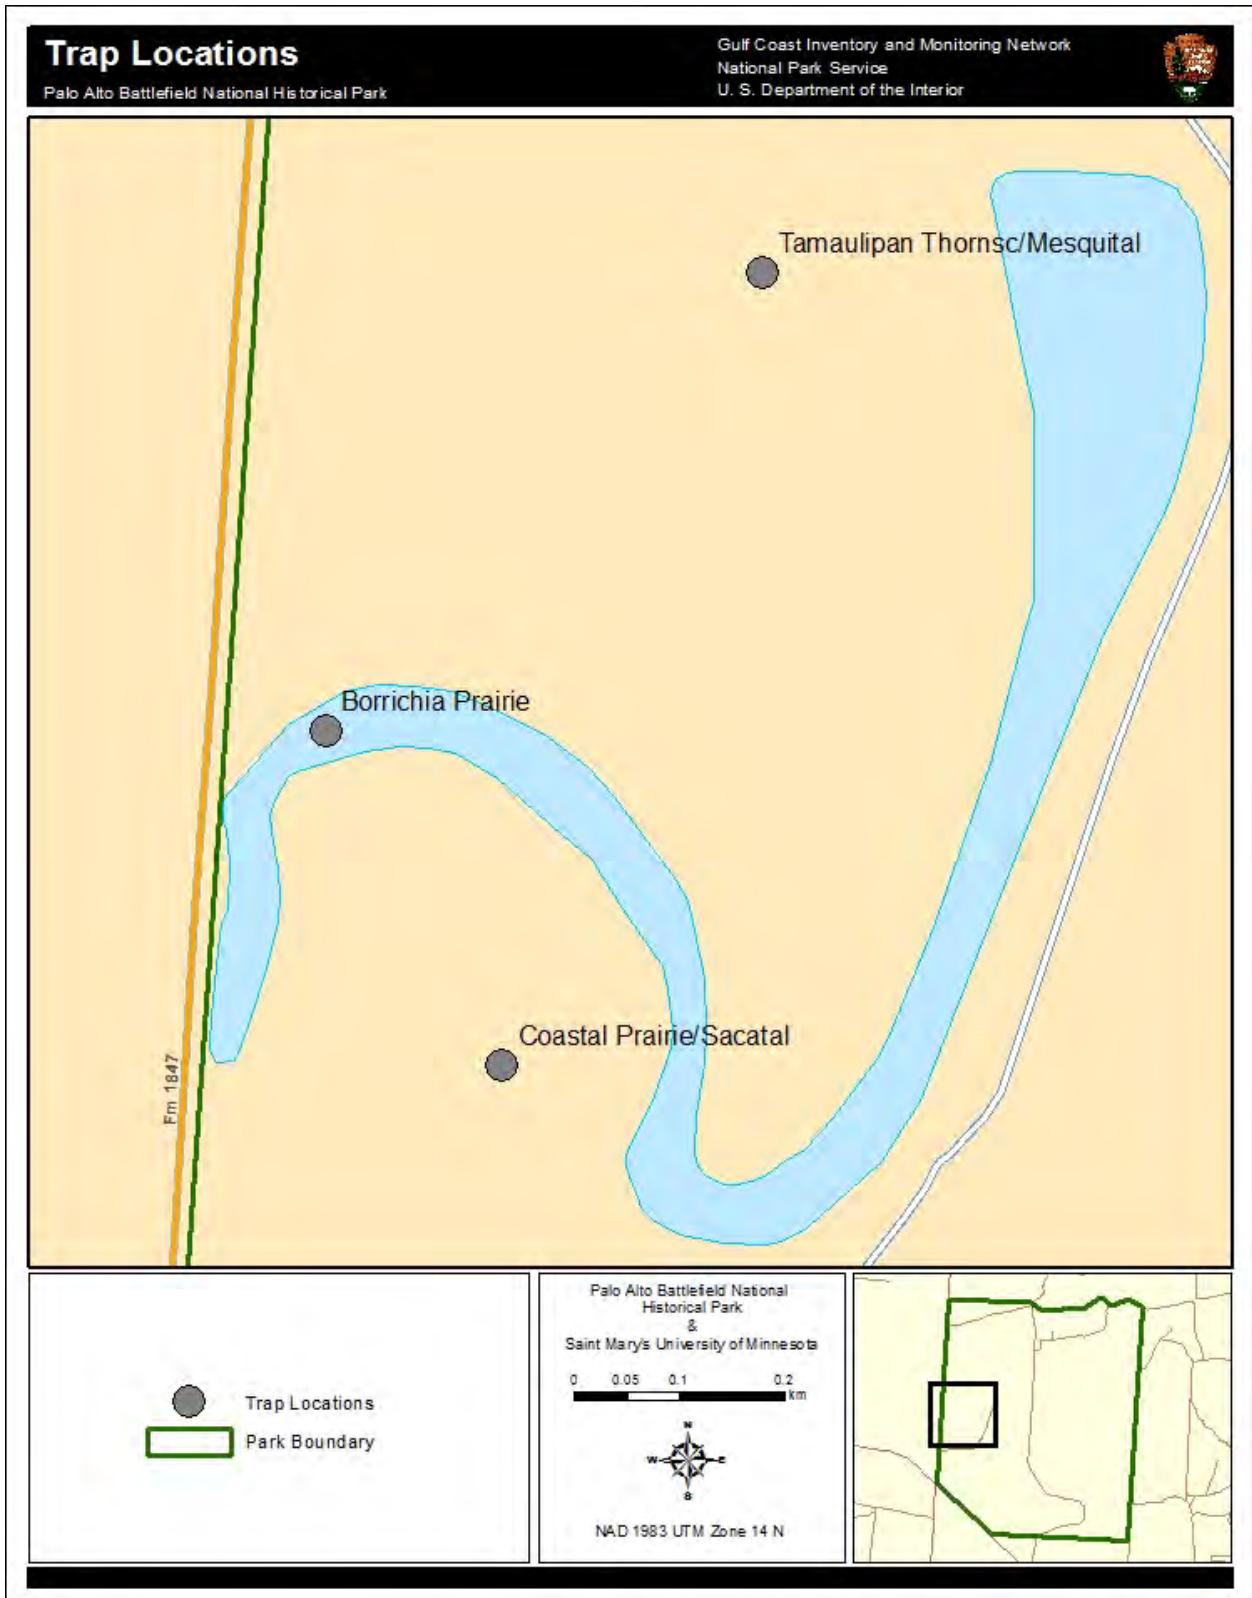 Trap Locations
Palo Alto Battlefield National Historical Park
Gulf Coast Inventory and Monitoring Network
National Park Service
U. S. Department of the Interior
Tamaulipan Thornsc/Mesquital
Borrichia Prairie
Coastal Prairie/Sacatal
Fm 1847
Trap Locations
Park Boundary
Palo Alto Battlefield National
Historical Park
&
Saint Mary's University of Minnesota
0 0.05 0.1 0.2
km
N
W E
S
NAD 1983 UTM Zone 14 N